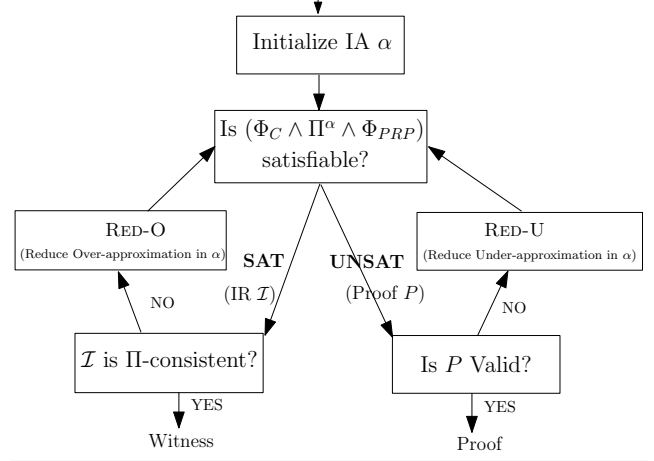 Initialize IA α
Is (Φ_C ∧ Π^α ∧ Φ_PRP)
satisfiable?
RED-O
(Reduce Over-approximation in α)
RED-U
(Reduce Under-approximation in α)
SAT
(IR ℐ)
UNSAT
(Proof P)
NO
NO
ℐ is Π-consistent?
Is P Valid?
YES
YES
Witness
Proof